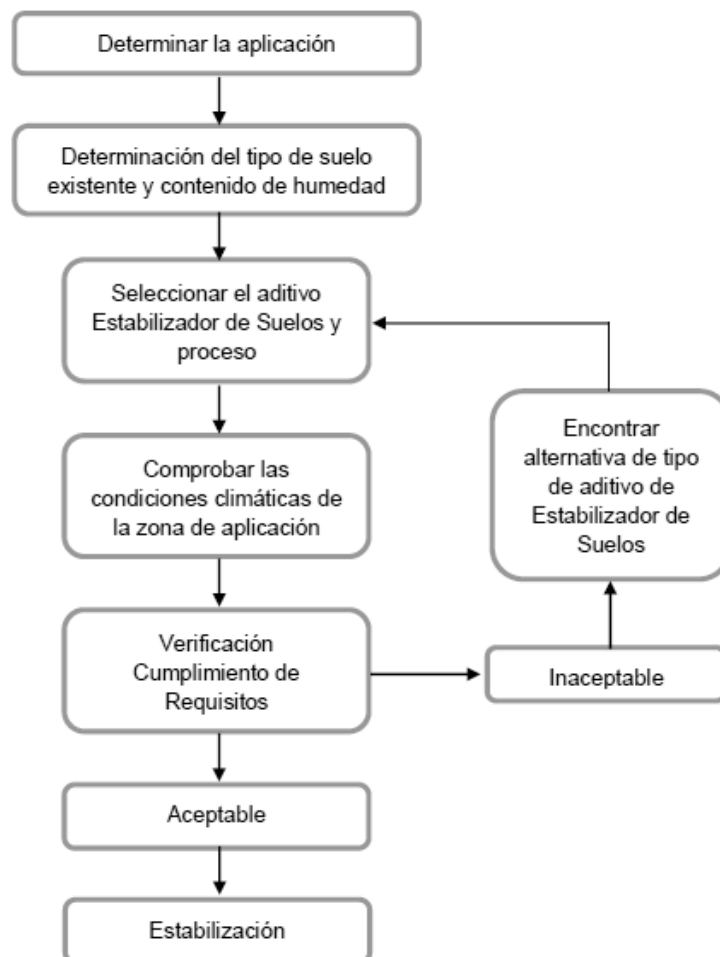 Determinar la aplicación
Determinación del tipo de suelo
existente y contenido de humedad
Seleccionar el aditivo
Estabilizador de Suelos y
proceso
Comprobar las
condiciones climáticas de
la zona de aplicación
Verificación
Cumplimiento de
Requisitos
Aceptable
Estabilización
Encontrar
alternativa de tipo
de aditivo de
Estabilizador de
Suelos
Inaceptable